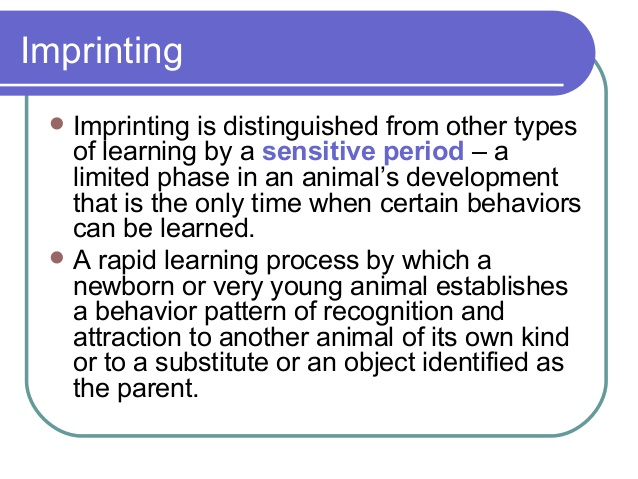 Imprinting
Imprinting is distinguished from other types
of learning by a sensitive period – a
limited phase in an animal’s development
that is the only time when certain behaviors
can be learned.
A rapid learning process by which a
newborn or very young animal establishes
a behavior pattern of recognition and
attraction to another animal of its own kind
or to a substitute or an object identified as
the parent.